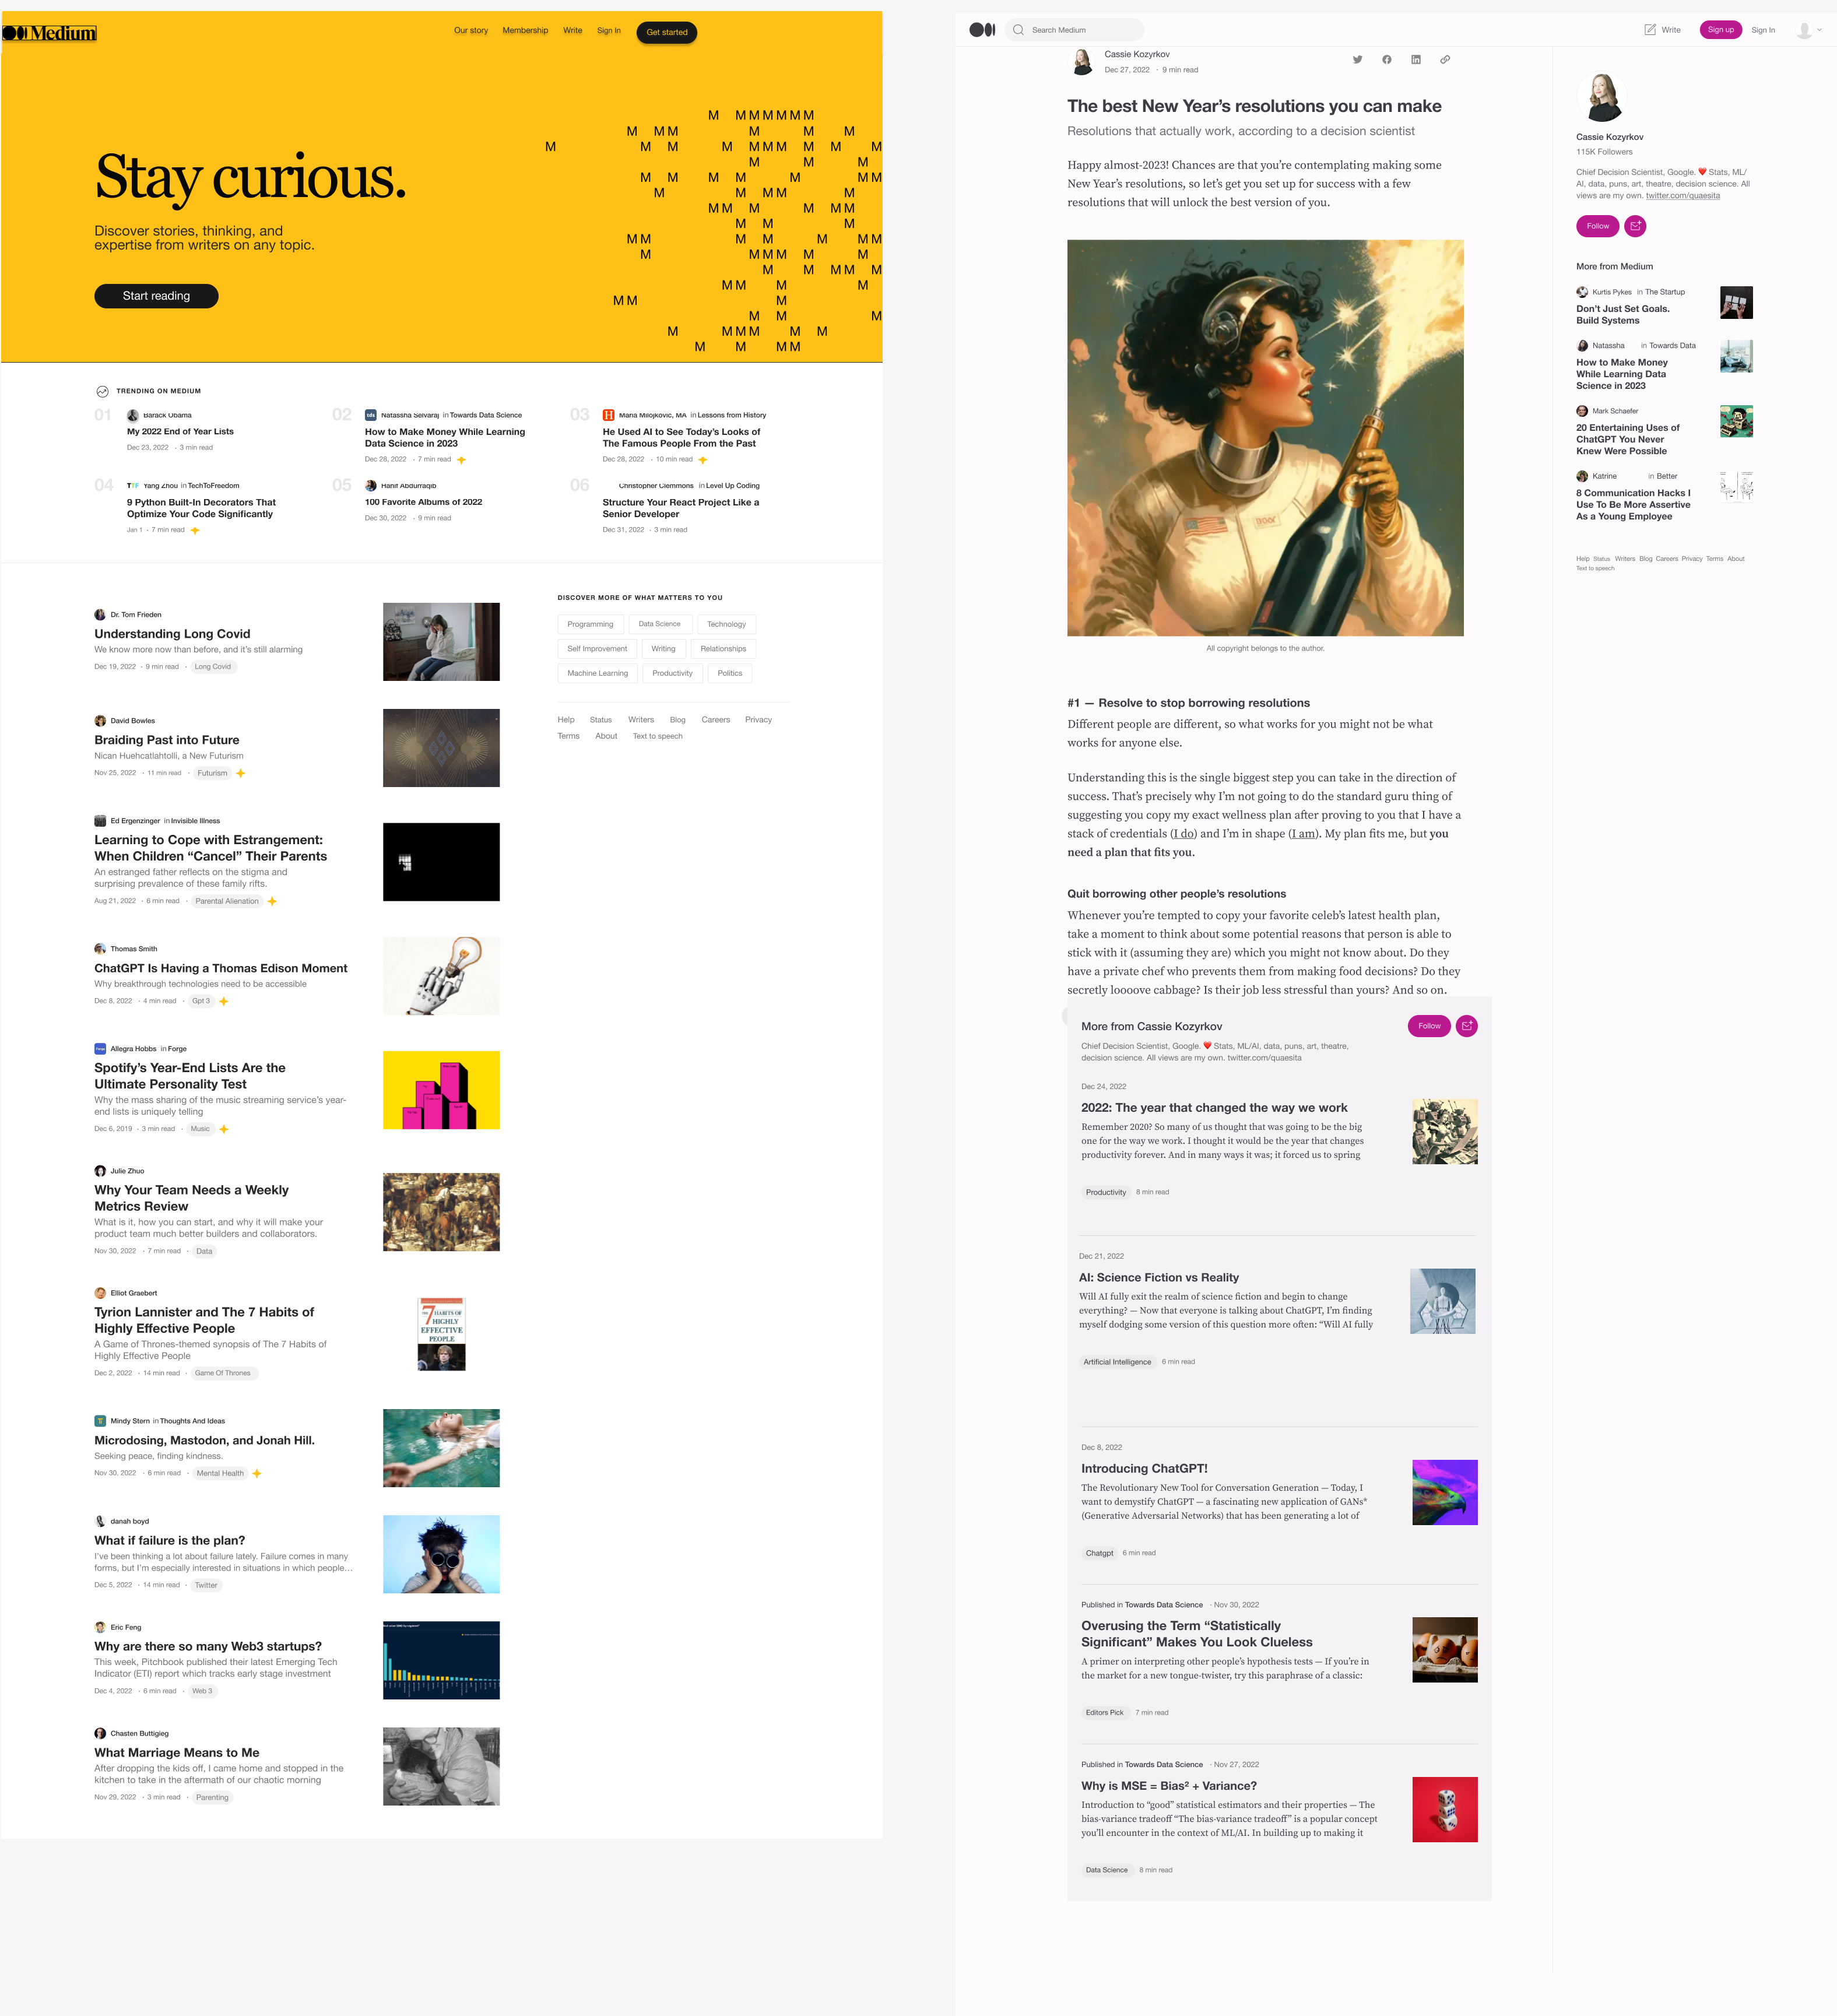 Medium
Our story
Membership
Write
Sign In
Get started
M M M M M M M
M M M M M M
M M M M M M M M M M
M M M
M M M M M M M
M M M M M
M M M M M
M M M
M M M M M M M
M M M M M M
M M M M M
M M M M
M M M
M M M
M M M M M M
M M M M
Stay curious.
Discover stories, thinking, and
expertise from writers on any topic.
Start reading
TRENDING ON MEDIUM
01
Barack Obama
My 2022 End of Year Lists
Dec 23, 2022 · 3 min read
02
Natassha Selvaraj in Towards Data Science
How to Make Money While Learning
Data Science in 2023
Dec 28, 2022 · 7 min read
03
Maria Milojković, MA in Lessons from History
He Used AI to See Today’s Looks of
The Famous People From the Past
Dec 28, 2022 · 10 min read
04
Yang Zhou in TechToFreedom
9 Python Built-In Decorators That
Optimize Your Code Significantly
Jan 1 · 7 min read
05
Hanif Abdurraqib
100 Favorite Albums of 2022
Dec 30, 2022 · 9 min read
06
Christopher Clemmons in Level Up Coding
Structure Your React Project Like a
Senior Developer
Dec 31, 2022 · 3 min read
Dr. Tom Frieden
Understanding Long Covid
We know more now than before, and it’s still alarming
Dec 19, 2022 · 9 min read · Long Covid
David Bowles
Braiding Past into Future
Nican Huehcatlahtolli, a New Futurism
Nov 25, 2022 · 11 min read · Futurism
Ed Ergenzinger in Invisible Illness
Learning to Cope with Estrangement:
When Children “Cancel” Their Parents
An estranged father reflects on the stigma and
surprising prevalence of these family rifts.
Aug 21, 2022 · 6 min read · Parental Alienation
Thomas Smith
ChatGPT Is Having a Thomas Edison Moment
Why breakthrough technologies need to be accessible
Dec 8, 2022 · 4 min read · Gpt 3
Allegra Hobbs in Forge
Spotify’s Year-End Lists Are the
Ultimate Personality Test
Why the mass sharing of the music streaming service’s year-
end lists is uniquely telling
Dec 6, 2019 · 3 min read · Music
Julie Zhuo
Why Your Team Needs a Weekly
Metrics Review
What is it, how you can start, and why it will make your
product team much better builders and collaborators.
Nov 30, 2022 · 7 min read · Data
Elliot Graebert
Tyrion Lannister and The 7 Habits of
Highly Effective People
A Game of Thrones-themed synopsis of The 7 Habits of
Highly Effective People
Dec 2, 2022 · 14 min read · Game Of Thrones
THE 7 HABITS OF
HIGHLY
EFFECTIVE
PEOPLE
Mindy Stern in Thoughts And Ideas
Microdosing, Mastodon, and Jonah Hill.
Seeking peace, finding kindness.
Nov 30, 2022 · 6 min read · Mental Health
danah boyd
What if failure is the plan?
I’ve been thinking a lot about failure lately. Failure comes in many
forms, but I’m especially interested in situations in which people…
Dec 5, 2022 · 14 min read · Twitter
Eric Feng
Why are there so many Web3 startups?
This week, Pitchbook published their latest Emerging Tech
Indicator (ETI) report which tracks early stage investment
Dec 4, 2022 · 6 min read · Web 3
Chasten Buttigieg
What Marriage Means to Me
After dropping the kids off, I came home and stopped in the
kitchen to take in the aftermath of our chaotic morning
Nov 29, 2022 · 3 min read · Parenting
DISCOVER MORE OF WHAT MATTERS TO YOU
Programming
Data Science
Technology
Self Improvement
Writing
Relationships
Machine Learning
Productivity
Politics
Help Status Writers Blog Careers Privacy
Terms About Text to speech
Search Medium
Write
Sign up
Sign In
Cassie Kozyrkov
Dec 27, 2022 · 9 min read
The best New Year’s resolutions you can make
Resolutions that actually work, according to a decision scientist
Happy almost-2023! Chances are that you’re contemplating making some
New Year’s resolutions, so let’s get you set up for success with a few
resolutions that will unlock the best version of you.
All copyright belongs to the author.
#1 — Resolve to stop borrowing resolutions
Different people are different, so what works for you might not be what
works for anyone else.
Understanding this is the single biggest step you can take in the direction of
success. That’s precisely why I’m not going to do the standard guru thing of
suggesting you copy my exact wellness plan after proving to you that I have a
stack of credentials (I do) and I’m in shape (I am). My plan fits me, but you
need a plan that fits you.
Quit borrowing other people’s resolutions
Whenever you’re tempted to copy your favorite celeb’s latest health plan,
take a moment to think about some potential reasons that person is able to
stick with it (assuming they are) which you might not know about. Do they
have a private chef who prevents them from making food decisions? Do they
secretly loooove cabbage? Is their job less stressful than yours? And so on.
More from Cassie Kozyrkov
Follow
Chief Decision Scientist, Google. ❤️ Stats, ML/AI, data, puns, art, theatre,
decision science. All views are my own. twitter.com/quaesita
Dec 24, 2022
2022: The year that changed the way we work
Remember 2020? So many of us thought that was going to be the big
one for the way we work. I thought it would be the year that changes
productivity forever. And in many ways it was; it forced us to spring
Productivity 8 min read
Dec 21, 2022
AI: Science Fiction vs Reality
Will AI fully exit the realm of science fiction and begin to change
everything? — Now that everyone is talking about ChatGPT, I’m finding
myself dodging some version of this question more often: “Will AI fully
Artificial Intelligence 6 min read
Dec 8, 2022
Introducing ChatGPT!
The Revolutionary New Tool for Conversation Generation — Today, I
want to demystify ChatGPT — a fascinating new application of GANs*
(Generative Adversarial Networks) that has been generating a lot of
Chatgpt 6 min read
Published in Towards Data Science · Nov 30, 2022
Overusing the Term “Statistically
Significant” Makes You Look Clueless
A primer on interpreting other people’s hypothesis tests — If you’re in
the market for a new tongue-twister, try this paraphrase of a classic:
Editors Pick 7 min read
Published in Towards Data Science · Nov 27, 2022
Why is MSE = Bias² + Variance?
Introduction to “good” statistical estimators and their properties — The
bias-variance tradeoff “The bias-variance tradeoff” is a popular concept
you’ll encounter in the context of ML/AI. In building up to making it
Data Science 8 min read
Cassie Kozyrkov
115K Followers
Chief Decision Scientist, Google. ❤️ Stats, ML/
AI, data, puns, art, theatre, decision science. All
views are my own. twitter.com/quaesita
Follow
More from Medium
Kurtis Pykes in The Startup
Don’t Just Set Goals.
Build Systems
Natassha in Towards Data
How to Make Money
While Learning Data
Science in 2023
Mark Schaefer
20 Entertaining Uses of
ChatGPT You Never
Knew Were Possible
Katrine in Better
8 Communication Hacks I
Use To Be More Assertive
As a Young Employee
Help Status Writers Blog Careers Privacy Terms About
Text to speech